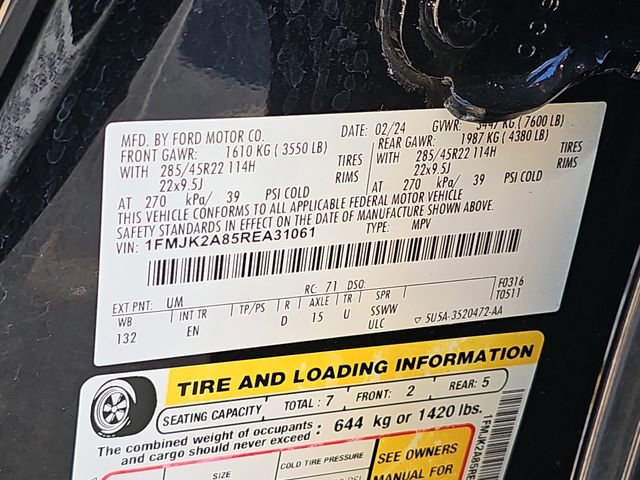 MFD. BY FORD MOTOR CO.
DATE: 02/24 GVWR: 3447 KG (7600 LB)
FRONT GAWR: 1610 KG (3550 LB) REAR GAWR: 1987 KG (4380 LB)
WITH 285/45R22 114H TIRES WITH 285/45R22 114H TIRES
22x9.5J RIMS 22x9.5J RIMS
AT 270 kPa/ 39 PSI COLD AT 270 kPa/ 39 PSI COLD
THIS VEHICLE CONFORMS TO ALL APPLICABLE FEDERAL MOTOR VEHICLE
SAFETY STANDARDS IN EFFECT ON THE DATE OF MANUFACTURE SHOWN ABOVE.
VIN: 1FMJK2A85REA31061 TYPE: MPV
F0316
T0511
EXT PNT: UM RC: 71 DSO:
WB INT TR TP/PS R AXLE TR SPR
132 EN D 15 U SSWW
ULC ▽ 5U5A-3520472-AA
TIRE AND LOADING INFORMATION
SEATING CAPACITY TOTAL: 7 FRONT: 2 REAR: 5
The combined weight of occupants
and cargo should never exceed : 644 kg or 1420 lbs.
SIZE COLD TIRE PRESSURE SEE OWNERS
MANUAL FOR